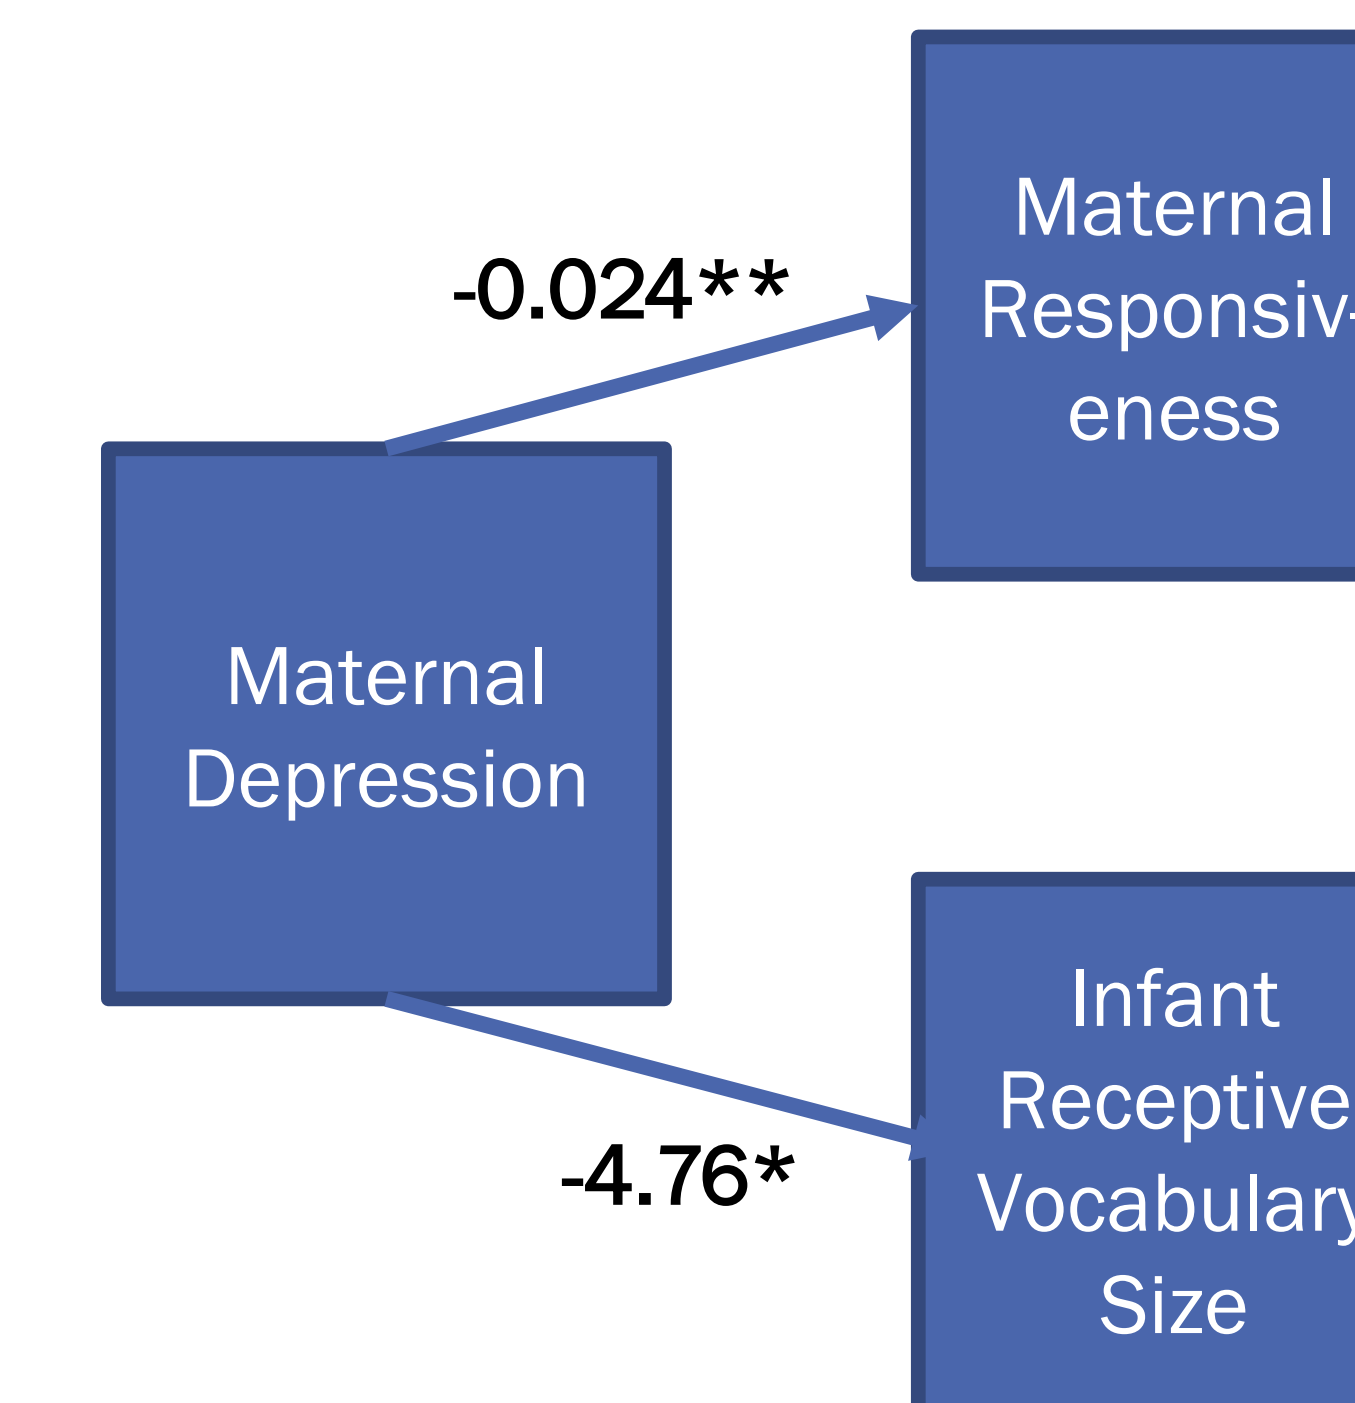 Maternal
Responsiv-
eness
-0.024**
Maternal
Depression
-4.76*
Infant
Receptive
Vocabulary
Size